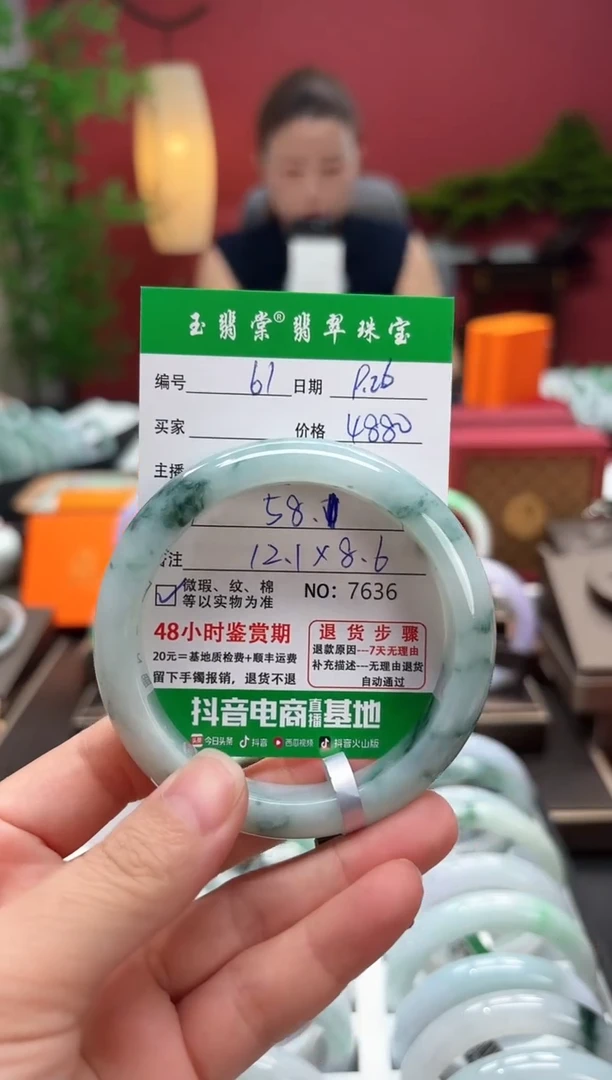 玉翡棠®翡翠珠宝
编号 61 日期 9.26
买家 价格 4880
主播
58.1
备注 12.1×8.6
微瑕、纹、棉 NO: 7636
等以实物为准
48小时鉴赏期
20元=基地质检费+顺丰运费
留下手镯报销，退货不退
退货步骤
退款原因---7天无理由
补充描述---无理由退货
自动通过
抖音电商直播基地
头条 今日头条 抖音 西瓜视频 抖音火山版